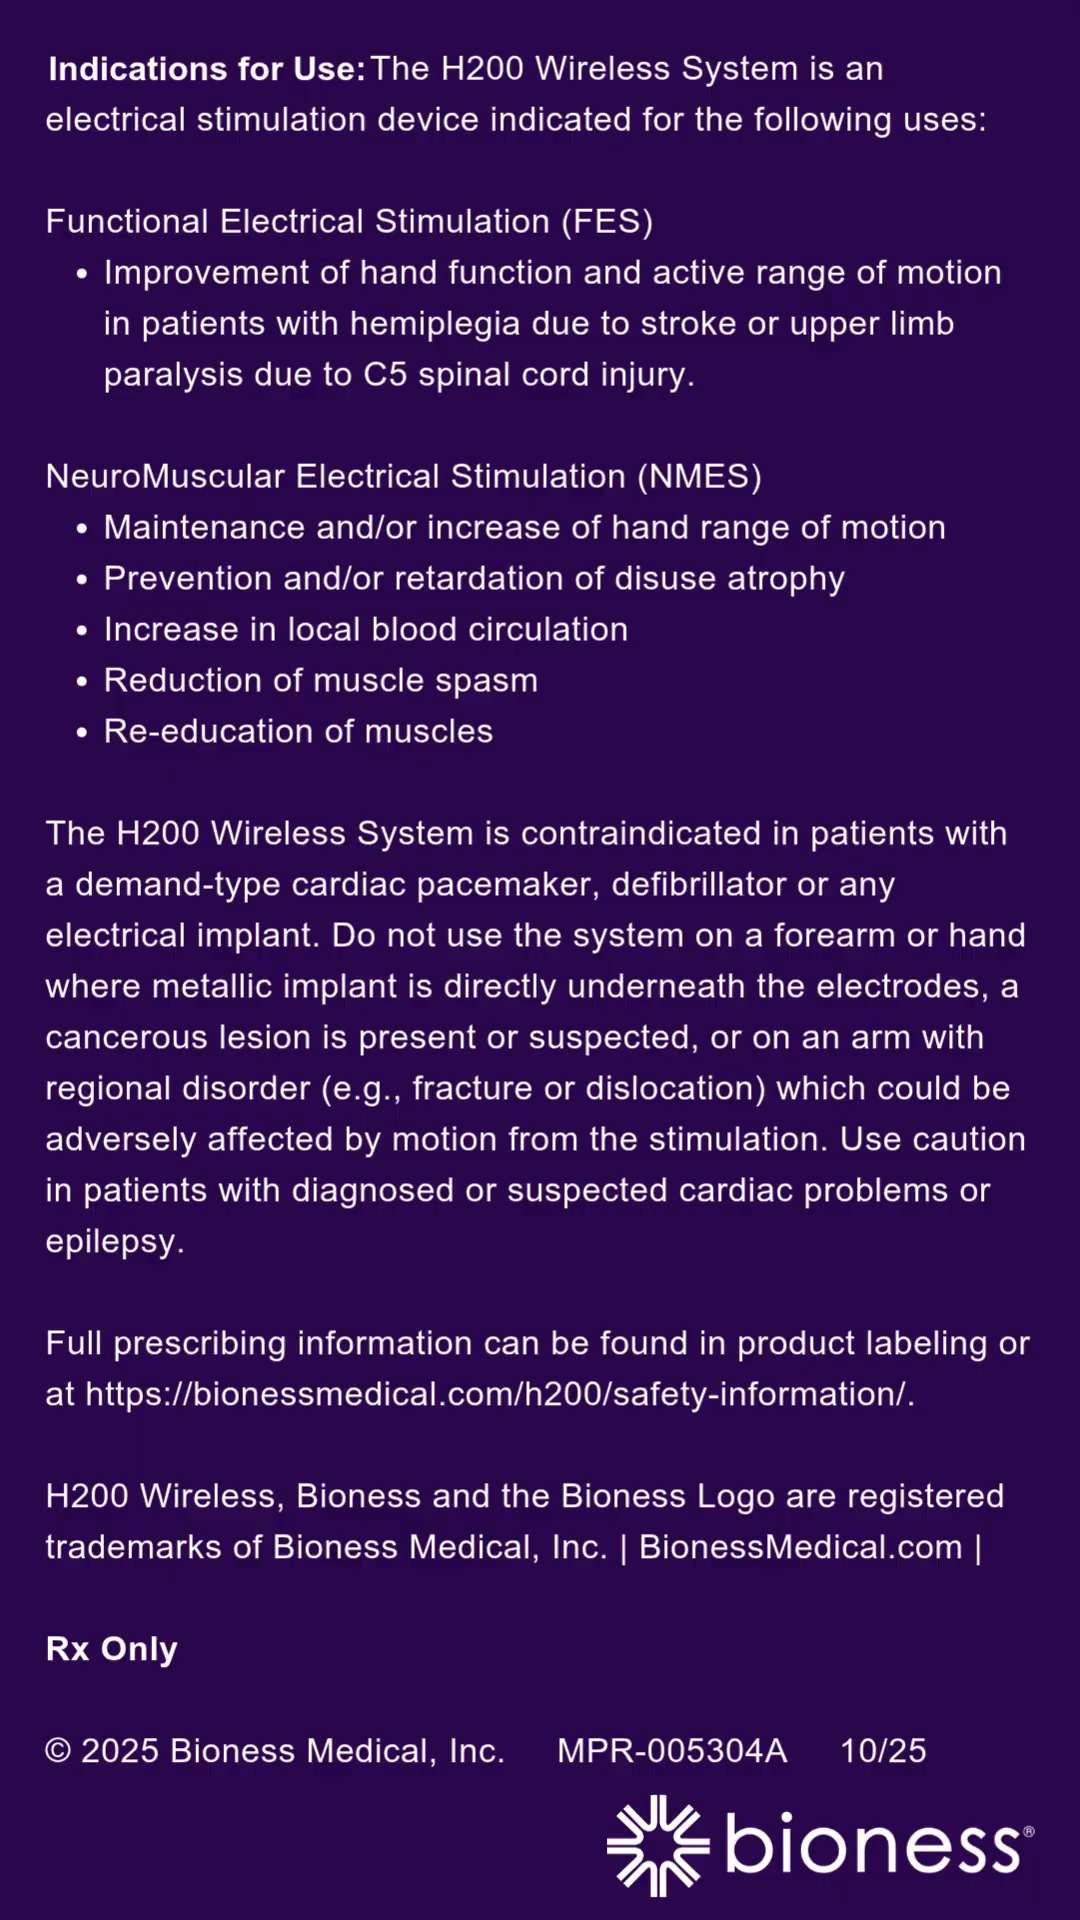 Indications for Use: The H200 Wireless System is an
electrical stimulation device indicated for the following uses:
Functional Electrical Stimulation (FES)
• Improvement of hand function and active range of motion
in patients with hemiplegia due to stroke or upper limb
paralysis due to C5 spinal cord injury.
NeuroMuscular Electrical Stimulation (NMES)
• Maintenance and/or increase of hand range of motion
• Prevention and/or retardation of disuse atrophy
• Increase in local blood circulation
• Reduction of muscle spasm
• Re-education of muscles
The H200 Wireless System is contraindicated in patients with
a demand-type cardiac pacemaker, defibrillator or any
electrical implant. Do not use the system on a forearm or hand
where metallic implant is directly underneath the electrodes, a
cancerous lesion is present or suspected, or on an arm with
regional disorder (e.g., fracture or dislocation) which could be
adversely affected by motion from the stimulation. Use caution
in patients with diagnosed or suspected cardiac problems or
epilepsy.
Full prescribing information can be found in product labeling or
at https://bionessmedical.com/h200/safety-information/.
H200 Wireless, Bioness and the Bioness Logo are registered
trademarks of Bioness Medical, Inc. | BionessMedical.com |
Rx Only
© 2025 Bioness Medical, Inc. MPR-005304A 10/25
bioness®